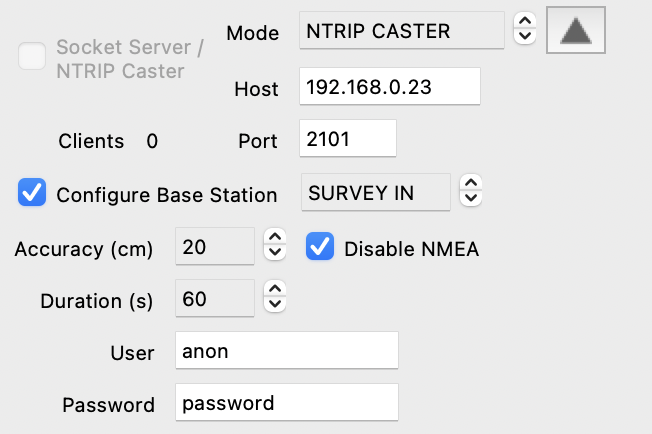 Socket Server /
NTRIP Caster
Mode
NTRIP CASTER
Host
192.168.0.23
Clients 0
Port
2101
Configure Base Station
SURVEY IN
Accuracy (cm)
20
Disable NMEA
Duration (s)
60
User
anon
Password
password